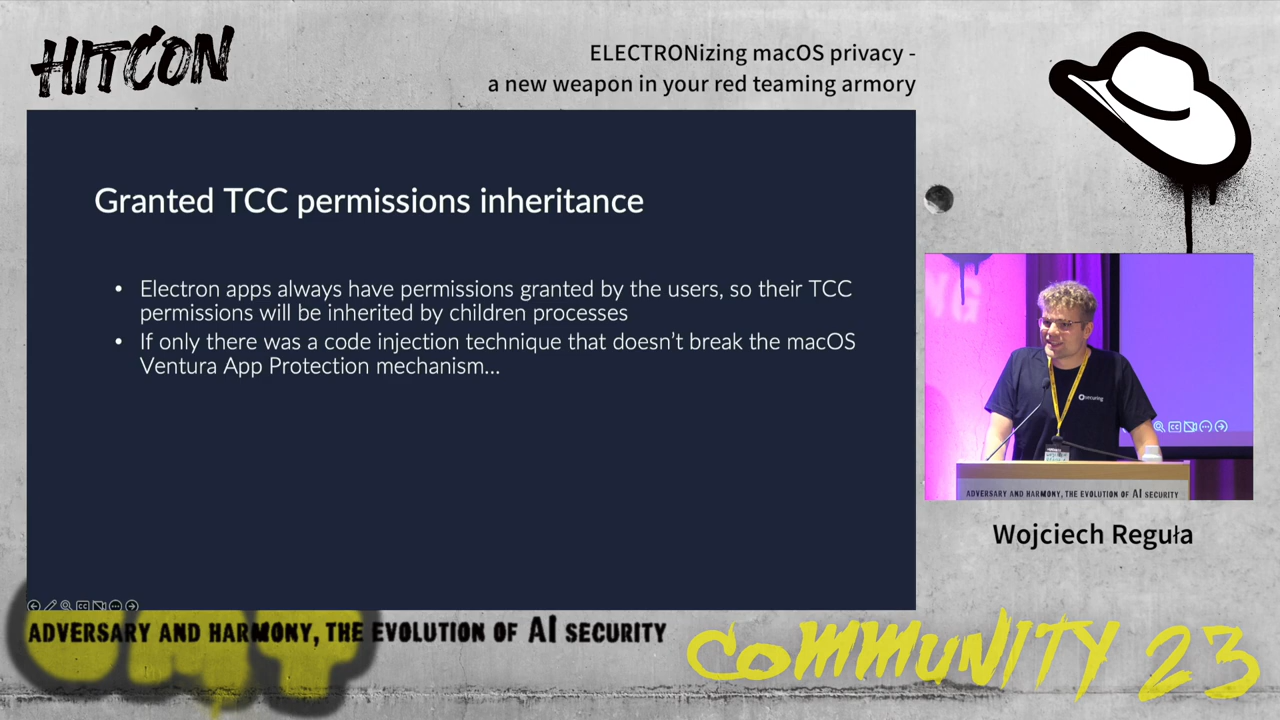 HITCON
ELECTRONizing macOS privacy -
a new weapon in your red teaming armory
Granted TCC permissions inheritance
• Electron apps always have permissions granted by the users, so their TCC
permissions will be inherited by children processes
• If only there was a code injection technique that doesn't break the macOS
Ventura App Protection mechanism...
NG
securing
ADVERSARY AND HARMONY, THE EVOLUTION OF AI SECURITY
Wojciech Reguła
ADVERSARY AND HARMONY, THE EVOLUTION OF AI SECURITY
COMMUNITY 23